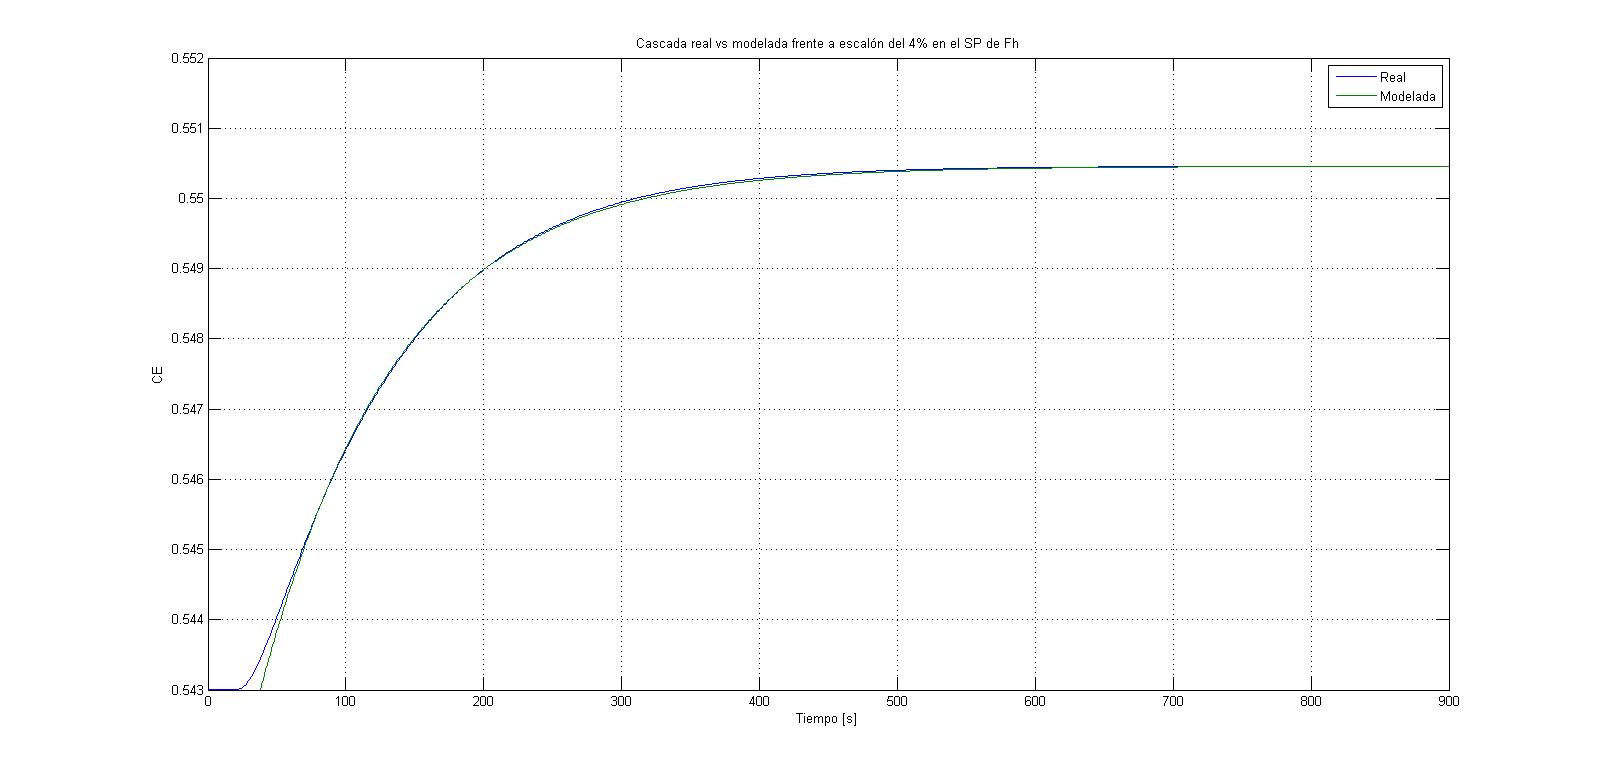 Cascada real vs modelada frente a escalón del 4% en el SP de Fh
0.552
0.551
0.55
0.549
0.548
0.547
0.546
0.545
0.544
0.543
CE
Real
Modelada
0 100 200 300 400 500 600 700 800 900
Tiempo [s]